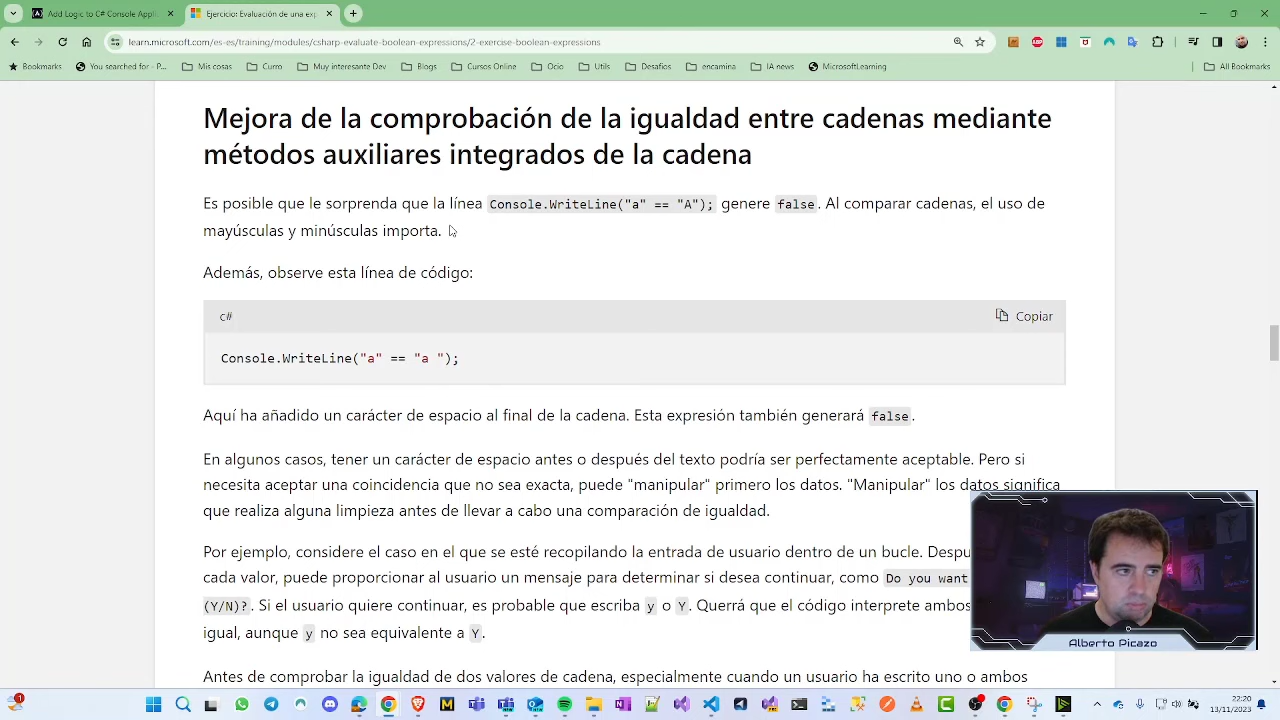 Add Logic to C# Console Appli
Ejercicio: Evaluación de una exp
learn.microsoft.com/es-es/training/modules/csharp-evaluate-boolean-expressions/2-exercise-boolean-expressions
Bookmarks You searched for - P... Mis cosas Curro Muy interesante Dev Blogs Cursos Online Ocio Utils Desafios encamina IA news MicrosoftLearning All Bookmarks
Mejora de la comprobación de la igualdad entre cadenas mediante
métodos auxiliares integrados de la cadena
Es posible que le sorprenda que la línea Console.WriteLine("a" == "A"); genere false. Al comparar cadenas, el uso de
mayúsculas y minúsculas importa.
Además, observe esta línea de código:
c# Copiar
Console.WriteLine("a" == "a ");
Aquí ha añadido un carácter de espacio al final de la cadena. Esta expresión también generará false.
En algunos casos, tener un carácter de espacio antes o después del texto podría ser perfectamente aceptable. Pero si
necesita aceptar una coincidencia que no sea exacta, puede "manipular" primero los datos. "Manipular" los datos significa
que realiza alguna limpieza antes de llevar a cabo una comparación de igualdad.
Por ejemplo, considere el caso en el que se esté recopilando la entrada de usuario dentro de un bucle. Despu
cada valor, puede proporcionar al usuario un mensaje para determinar si desea continuar, como Do you want
(Y/N)?. Si el usuario quiere continuar, es probable que escriba y o Y. Querrá que el código interprete ambos
igual, aunque y no sea equivalente a Y.
Antes de comprobar la igualdad de dos valores de cadena, especialmente cuando un usuario ha escrito uno o ambos
Alberto Picazo
22:20
13/11/2023